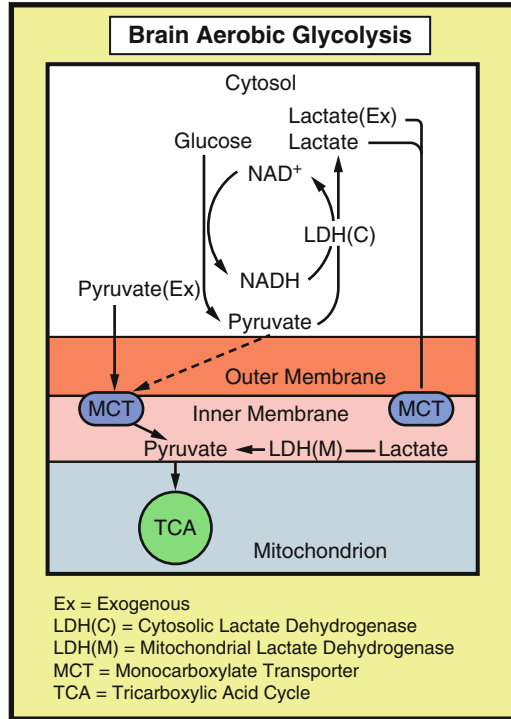 Brain Aerobic Glycolysis
Cytosol
Lactate(Ex)
Glucose
Lactate
NAD+
LDH(C)
NADH
Pyruvate(Ex)
Pyruvate
Outer Membrane
MCT
MCT
Inner Membrane
Pyruvate
LDH(M)
Lactate
TCA
Mitochondrion
Ex = Exogenous
LDH(C) = Cytosolic Lactate Dehydrogenase
LDH(M) = Mitochondrial Lactate Dehydrogenase
MCT = Monocarboxylate Transporter
TCA = Tricarboxylic Acid Cycle